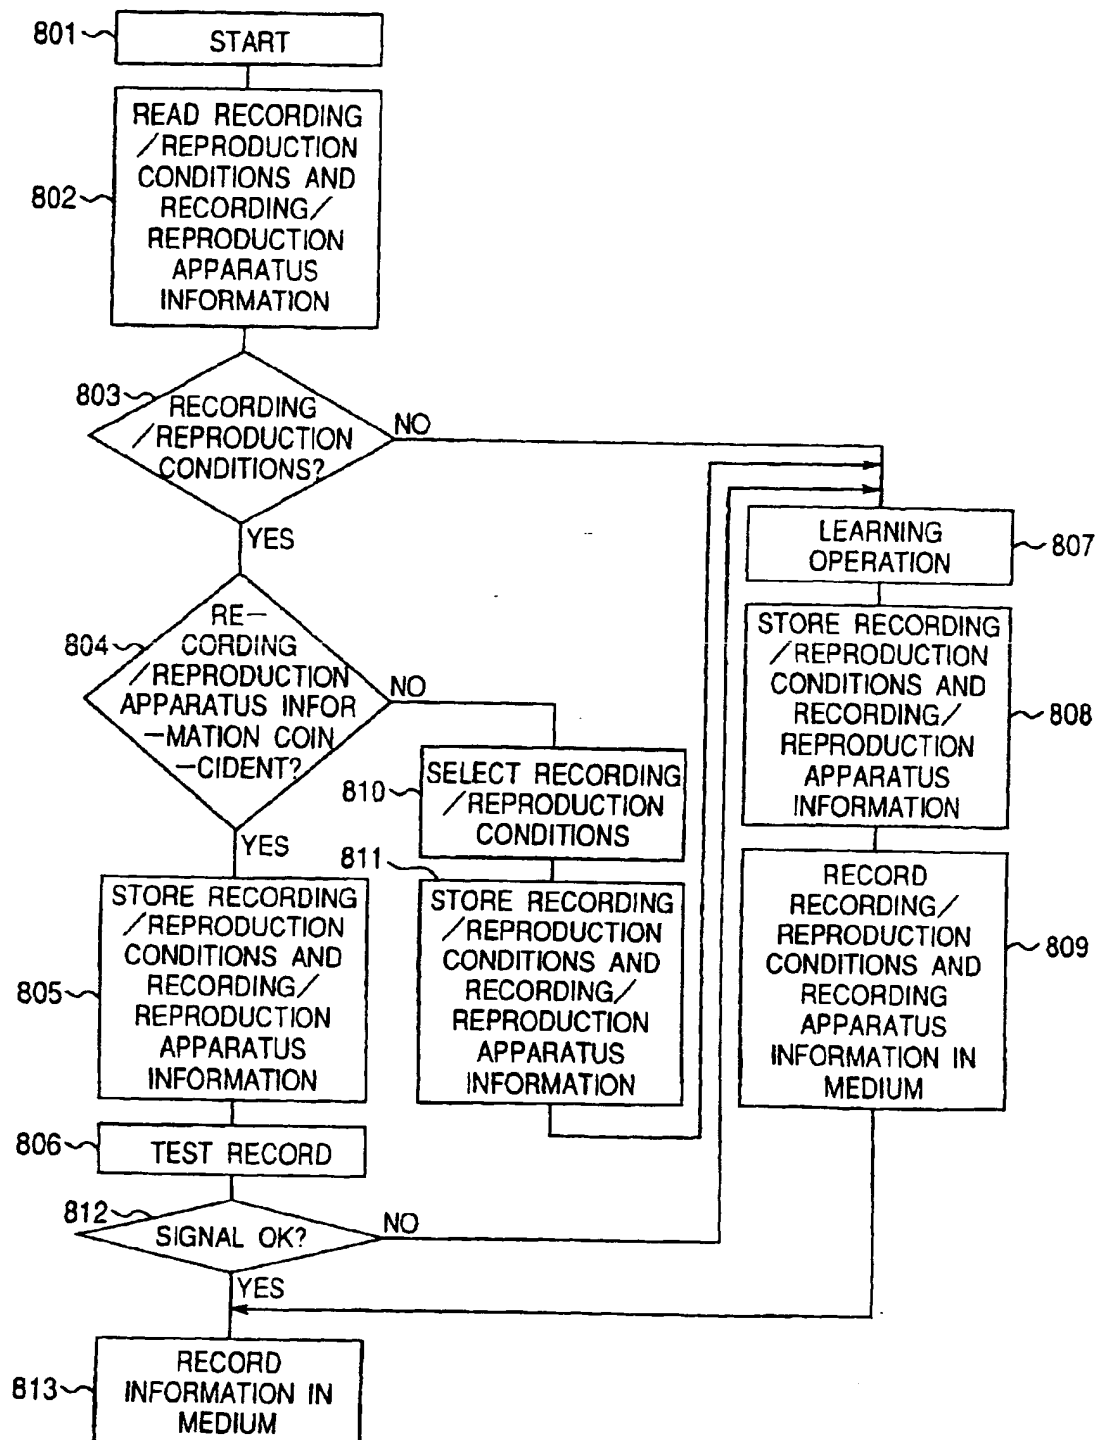 801
START
802
READ RECORDING
/REPRODUCTION
CONDITIONS AND
RECORDING/
REPRODUCTION
APPARATUS
INFORMATION
803
RECORDING
/REPRODUCTION
CONDITIONS?
NO
YES
804
RE-
CORDING
/REPRODUCTION
APPARATUS INFOR
-MATION COIN
-CIDENT?
NO
YES
805
STORE RECORDING
/REPRODUCTION
CONDITIONS AND
RECORDING/
REPRODUCTION
APPARATUS
INFORMATION
806
TEST RECORD
812
SIGNAL OK?
NO
YES
813
RECORD
INFORMATION IN
MEDIUM
810
SELECT RECORDING
/REPRODUCTION
CONDITIONS
811
STORE RECORDING
/REPRODUCTION
CONDITIONS AND
RECORDING/
REPRODUCTION
APPARATUS
INFORMATION
LEARNING
OPERATION
807
STORE RECORDING
/REPRODUCTION
CONDITIONS AND
RECORDING/
REPRODUCTION
APPARATUS
INFORMATION
808
RECORD
RECORDING/
REPRODUCTION
CONDITIONS AND
RECORDING
APPARATUS
INFORMATION IN
MEDIUM
809